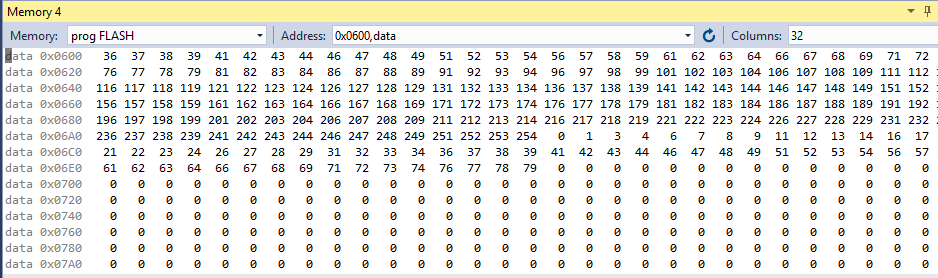 Memory 4
Memory: prog FLASH Address: 0x0600,data Columns: 32
data 0x0600 36 37 38 39 41 42 43 44 46 47 48 49 51 52 53 54 56 57 58 59 61 62 63 64 66 67 68 69 71 72
data 0x0620 76 77 78 79 81 82 83 84 86 87 88 89 91 92 93 94 96 97 98 99 101 102 103 104 106 107 108 109 111 112
data 0x0640 116 117 118 119 121 122 123 124 126 127 128 129 131 132 133 134 136 137 138 139 141 142 143 144 146 147 148 149 151 152
data 0x0660 156 157 158 159 161 162 163 164 166 167 168 169 171 172 173 174 176 177 178 179 181 182 183 184 186 187 188 189 191 192
data 0x0680 196 197 198 199 201 202 203 204 206 207 208 209 211 212 213 214 216 217 218 219 221 222 223 224 226 227 228 229 231 232
data 0x06A0 236 237 238 239 241 242 243 244 246 247 248 249 251 252 253 254 0 1 3 4 6 7 8 9 11 12 13 14 16 17
data 0x06C0 21 22 23 24 26 27 28 29 31 32 33 34 36 37 38 39 41 42 43 44 46 47 48 49 51 52 53 54 56 57
data 0x06E0 61 62 63 64 66 67 68 69 71 72 73 74 76 77 78 79 0 0 0 0 0 0 0 0 0 0 0 0 0 0
data 0x0700 0 0 0 0 0 0 0 0 0 0 0 0 0 0 0 0 0 0 0 0 0 0 0 0 0 0 0 0 0 0
data 0x0720 0 0 0 0 0 0 0 0 0 0 0 0 0 0 0 0 0 0 0 0 0 0 0 0 0 0 0 0 0 0
data 0x0740 0 0 0 0 0 0 0 0 0 0 0 0 0 0 0 0 0 0 0 0 0 0 0 0 0 0 0 0 0 0
data 0x0760 0 0 0 0 0 0 0 0 0 0 0 0 0 0 0 0 0 0 0 0 0 0 0 0 0 0 0 0 0 0
data 0x0780 0 0 0 0 0 0 0 0 0 0 0 0 0 0 0 0 0 0 0 0 0 0 0 0 0 0 0 0 0 0
data 0x07A0 0 0 0 0 0 0 0 0 0 0 0 0 0 0 0 0 0 0 0 0 0 0 0 0 0 0 0 0 0 0